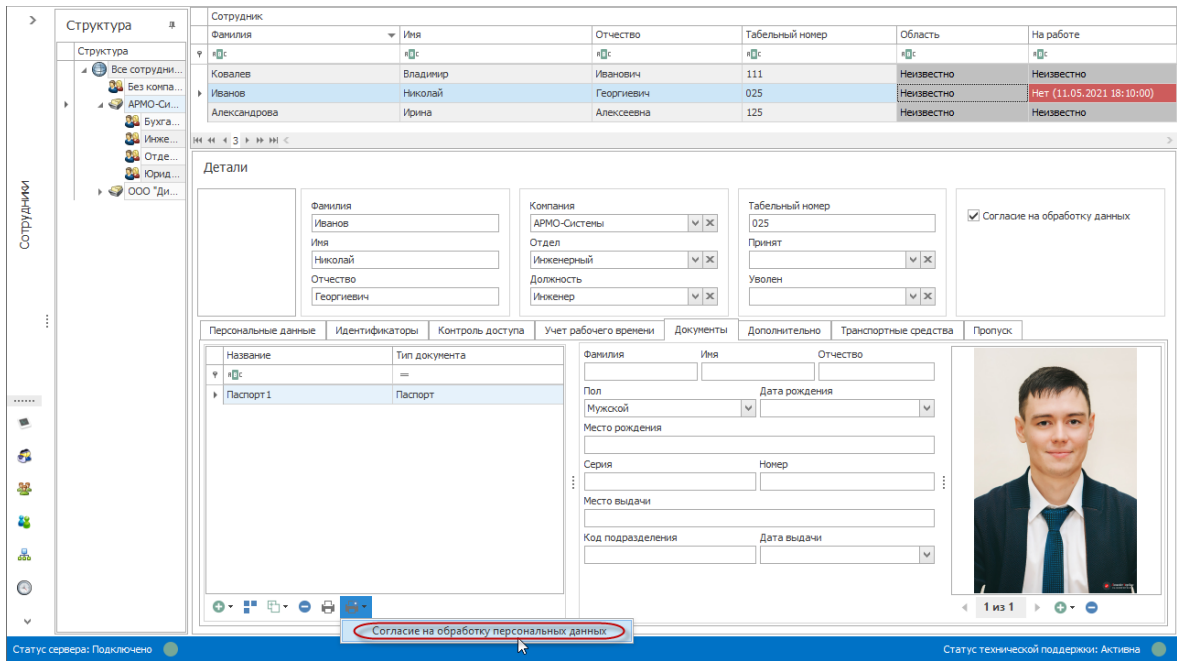 Структура
Структура
Все сотрудни...
Без компа...
АРМО-Си...
Бухга...
Инже...
Отде...
Юрид...
ООО "Ди...
Сотрудники
Сотрудник
Фамилия Имя Отчество Табельный номер Область На работе
Ковалев Владимир Иванович 111 Неизвестно Неизвестно
Иванов Николай Георгиевич 025 Неизвестно Нет (11.05.2021 18:10:00)
Александрова Ирина Алексеевна 125 Неизвестно Неизвестно
3
Детали
Фамилия
Иванов
Имя
Николай
Отчество
Георгиевич
Компания
АРМО-Системы
Отдел
Инженерный
Должность
Инженер
Табельный номер
025
Принят
Уволен
Согласие на обработку данных
Персональные данные Идентификаторы Контроль доступа Учет рабочего времени Документы Дополнительно Транспортные средства Пропуск
Название Тип документа
=
Паспорт1 Паспорт
Фамилия Имя Отчество
Пол Дата рождения
Мужской
Место рождения
Серия Номер
Место выдачи
Код подразделения Дата выдачи
1 из 1
Согласие на обработку персональных данных
Статус сервера: Подключено Статус технической поддержки: Активна